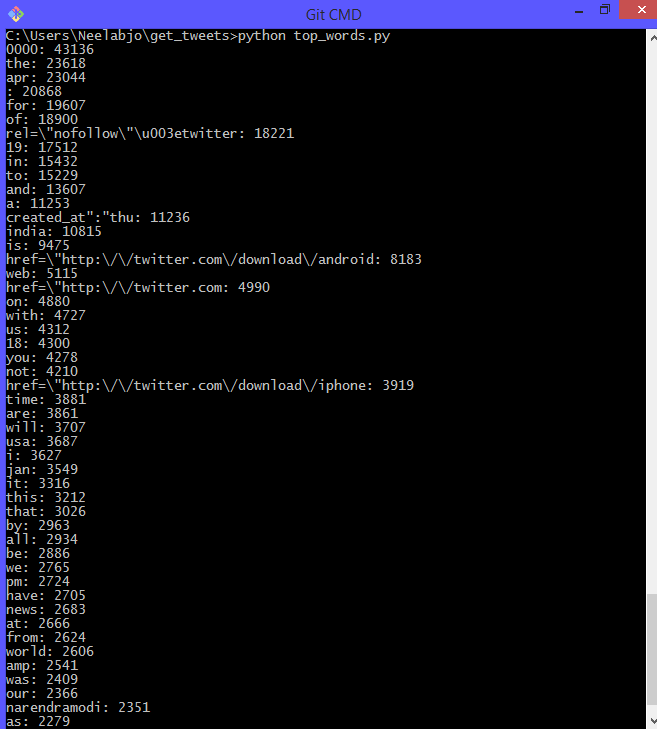 Git CMD
C:\Users\Neelabjo\get_tweets>python top_words.py
0000: 43136
the: 23618
apr: 23044
: 20868
for: 19607
of: 18900
rel=\"nofollow\"\u003etwitter: 18221
19: 17512
in: 15432
to: 15229
and: 13607
a: 11253
created_at":"thu: 11236
india: 10815
is: 9475
href=\"http:\/\/twitter.com\/download\/android: 8183
web: 5115
href=\"http:\/\/twitter.com: 4990
on: 4880
with: 4727
us: 4312
18: 4300
you: 4278
not: 4210
href=\"http:\/\/twitter.com\/download\/iphone: 3919
time: 3881
are: 3861
will: 3707
usa: 3687
i: 3627
jan: 3549
it: 3316
this: 3212
that: 3026
by: 2963
all: 2934
be: 2886
we: 2765
pm: 2724
have: 2705
news: 2683
at: 2666
from: 2624
world: 2606
amp: 2541
was: 2409
our: 2366
narendramodi: 2351
as: 2279